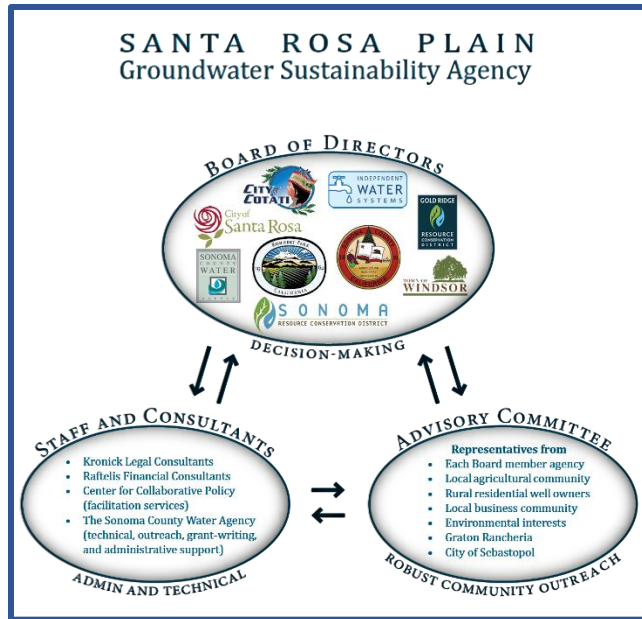 SANTA ROSA PLAIN
Groundwater Sustainability Agency
BOARD OF DIRECTORS
CITY OF
COTATI
INDEPENDENT
WATER
SYSTEMS
City of
Santa Rosa
GOLD RIDGE
RESOURCE
CONSERVATION
DISTRICT
SONOMA
COUNTY
WATER
AGENCY
ROHNERT PARK
CALIFORNIA
TOWN OF
WINDSOR
SONOMA
RESOURCE CONSERVATION DISTRICT
DECISION-MAKING
STAFF AND CONSULTANTS
• Kronick Legal Consultants
• Raftelis Financial Consultants
• Center for Collaborative Policy
(facilitation services)
• The Sonoma County Water Agency
(technical, outreach, grant-writing,
and administrative support)
ADMIN AND TECHNICAL
ADVISORY COMMITTEE
Representatives from
• Each Board member agency
• Local agricultural community
• Rural residential well owners
• Local business community
• Environmental interests
• Graton Rancheria
• City of Sebastopol
ROBUST COMMUNITY OUTREACH